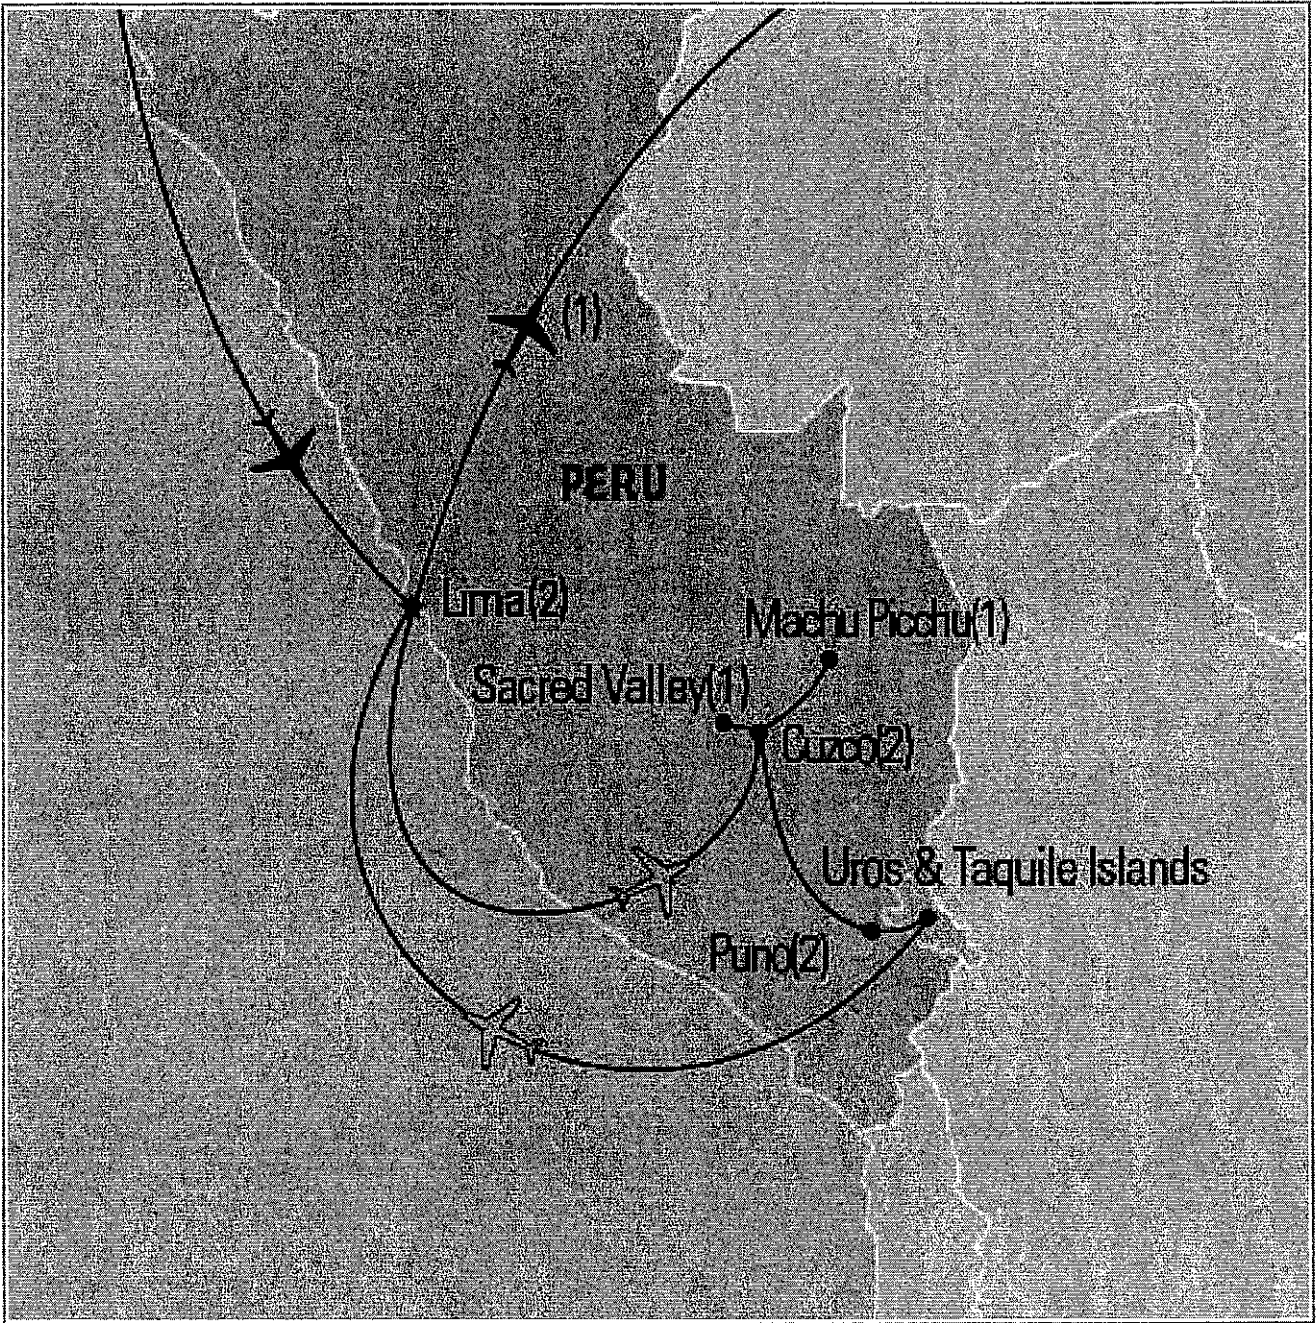 (1)
PERU
Lima(2)
Machu Picchu(1)
Sacred Valley(1)
Cuzco(2)
Uros & Taquile Islands
Puno(2)